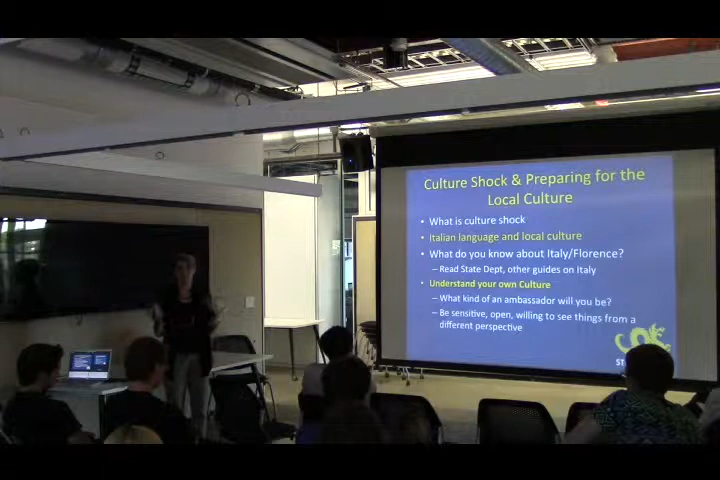 Culture Shock & Preparing for the
Local Culture
• What is culture shock
• Italian language and local culture
• What do you know about Italy/Florence?
– Read State Dept, other guides on Italy
• Understand your own Culture
– What kind of an ambassador will you be?
– Be sensitive, open, willing to see things from a
different perspective